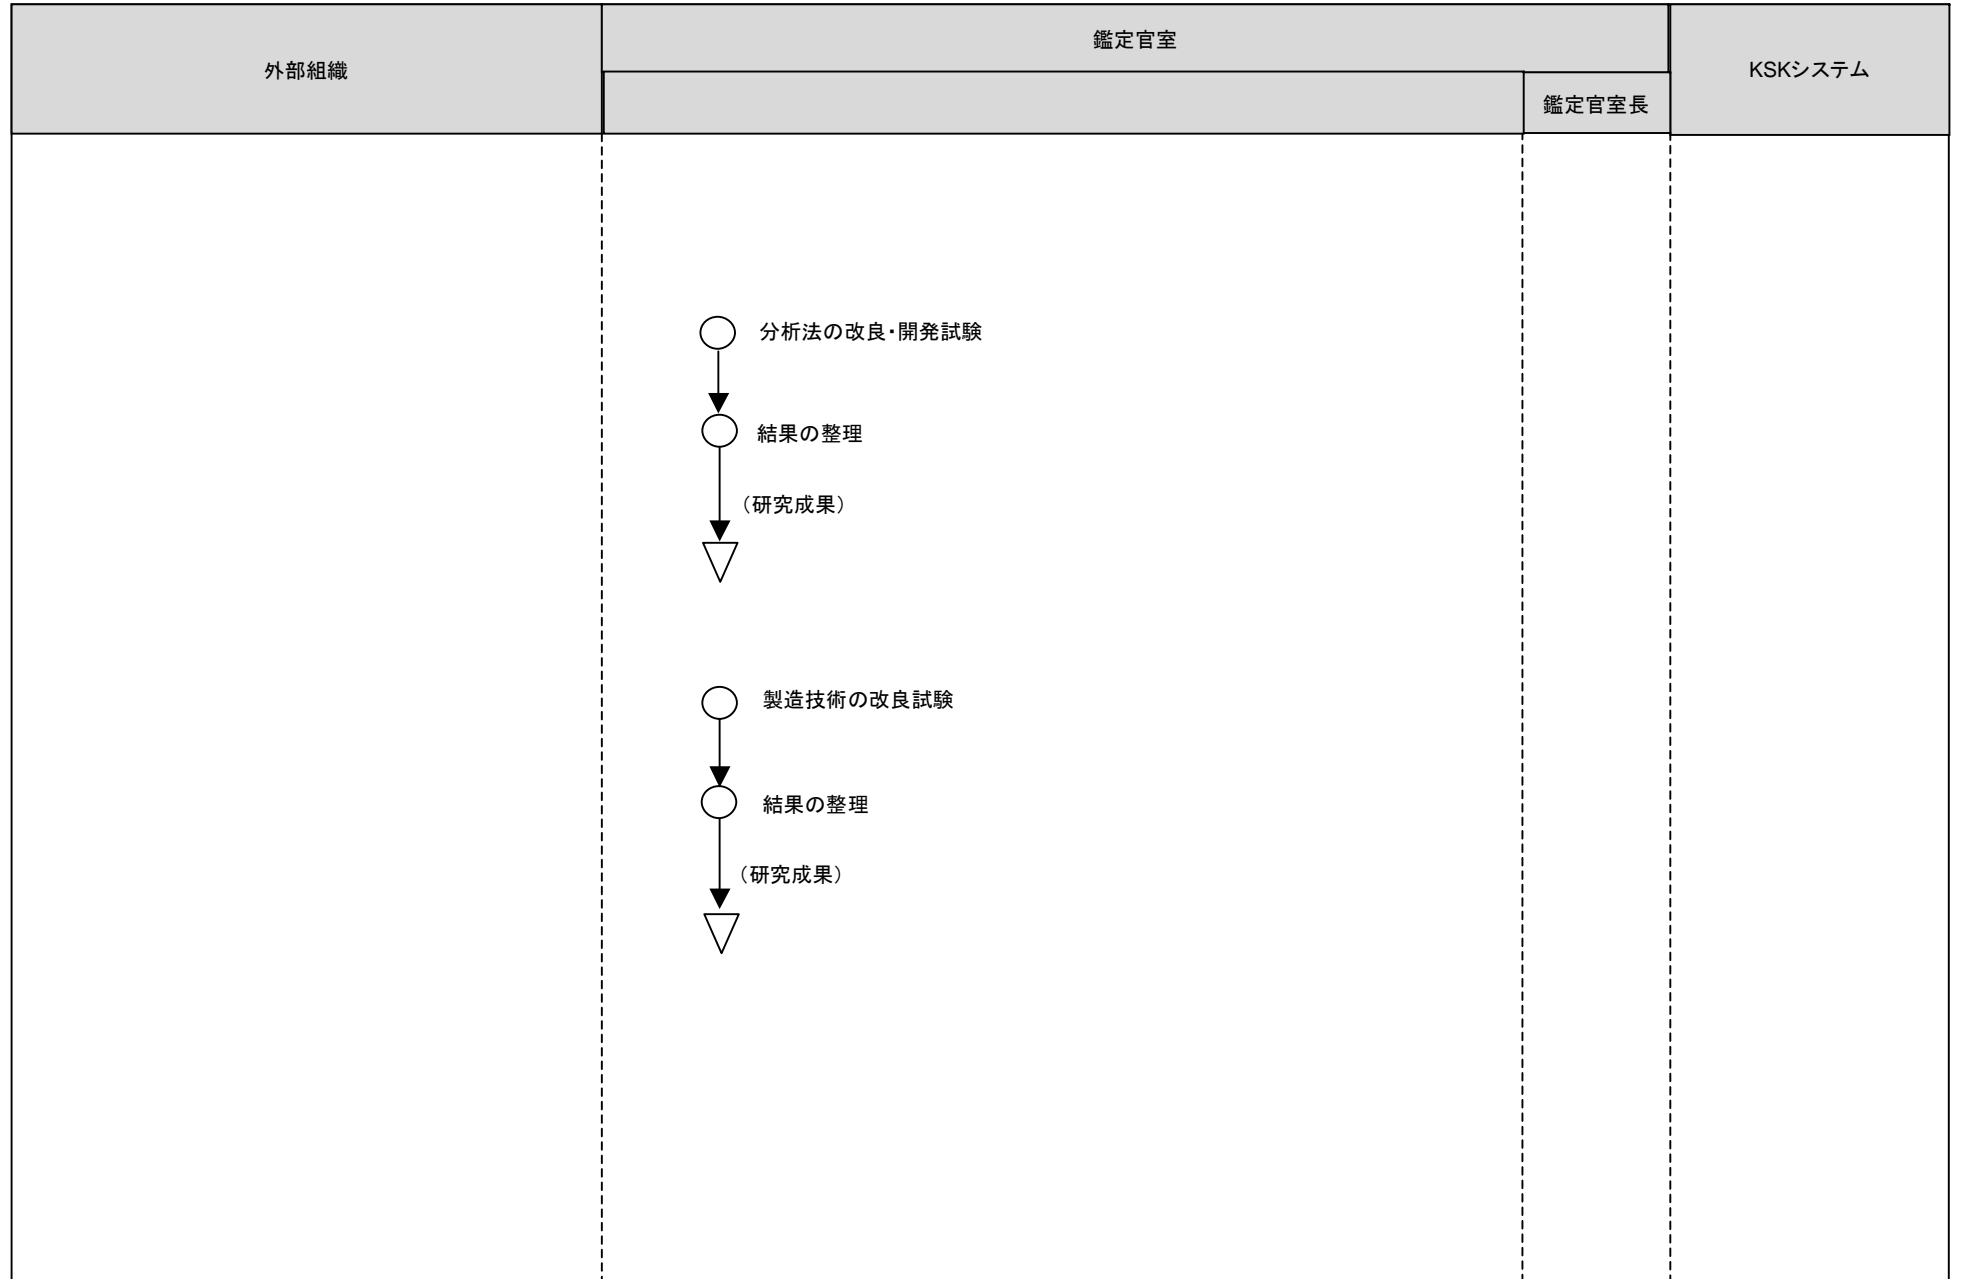 外部組織
鑑定官室
鑑定官室長
KSKシステム
分析法の改良・開発試験
結果の整理
（研究成果）
製造技術の改良試験
結果の整理
（研究成果）